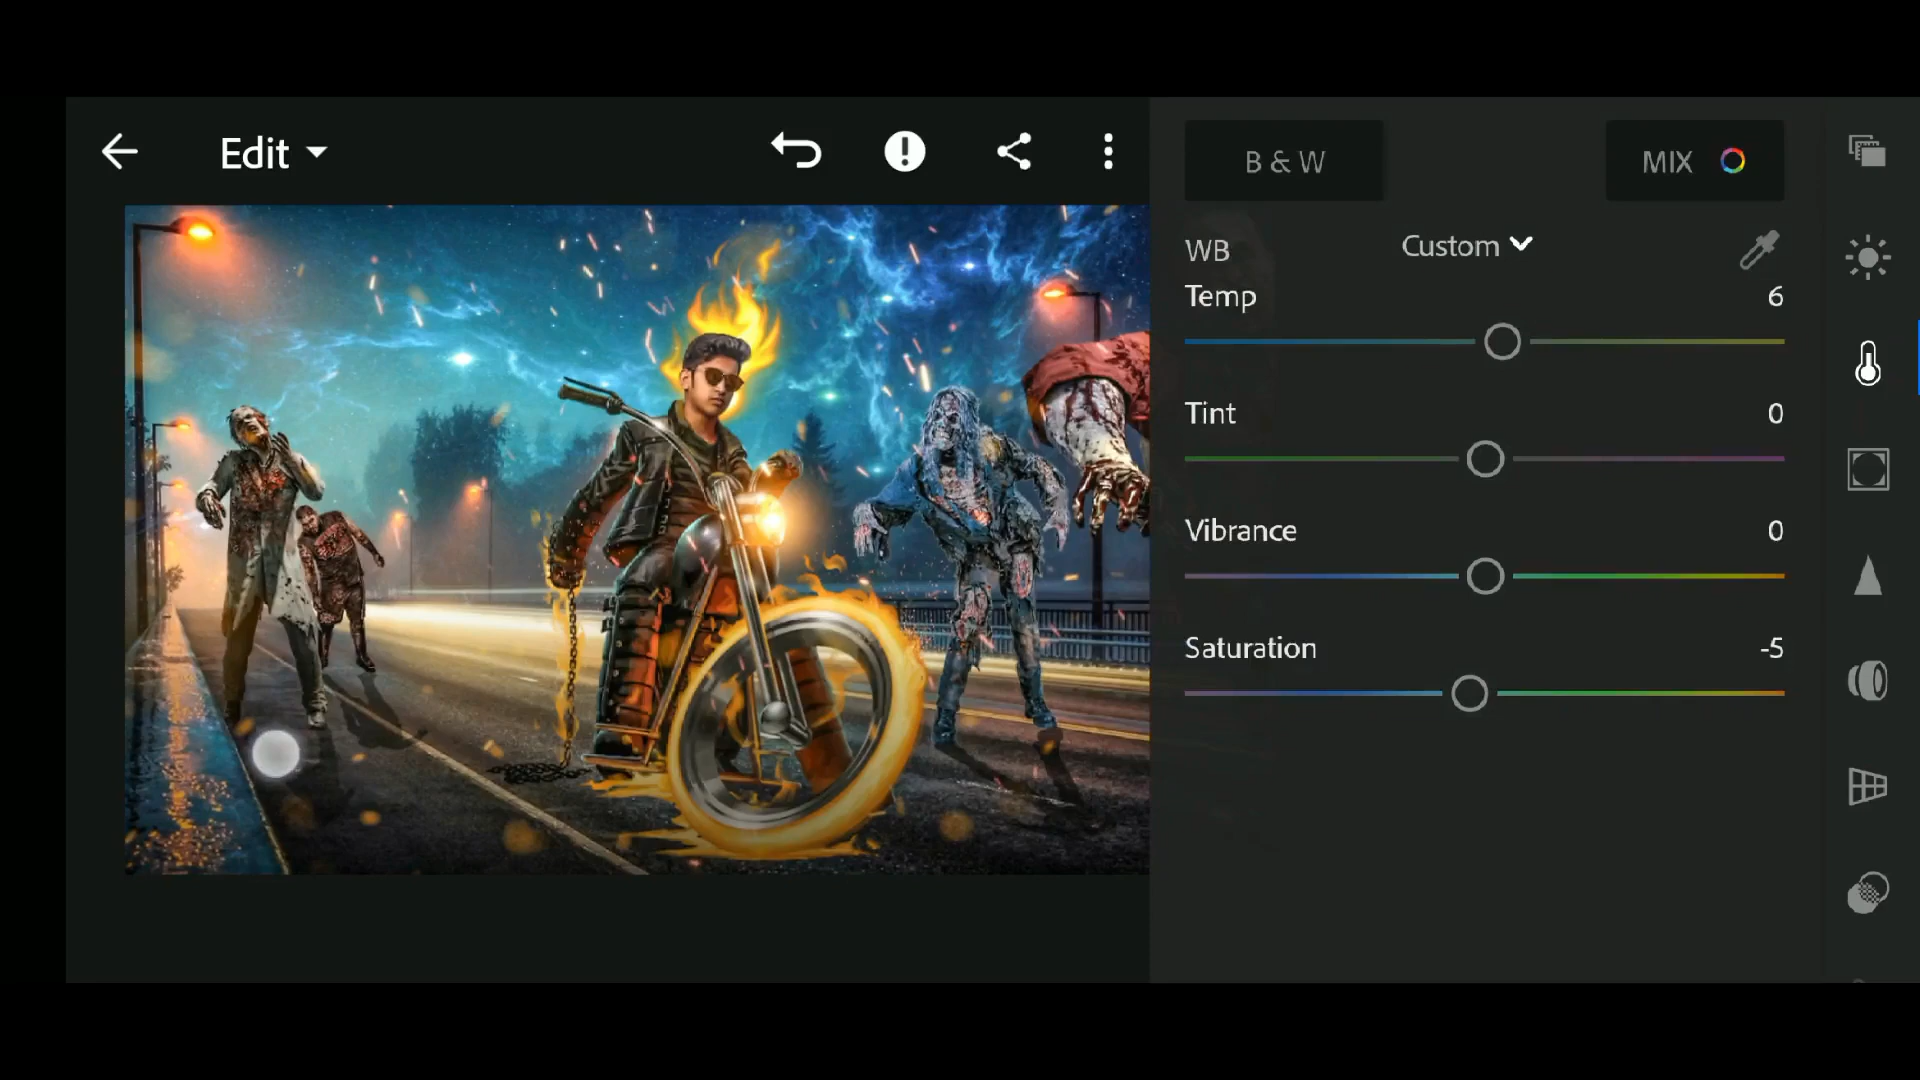 Edit
B & W
MIX
WB
Custom
Temp
6
Tint
0
Vibrance
0
Saturation
-5